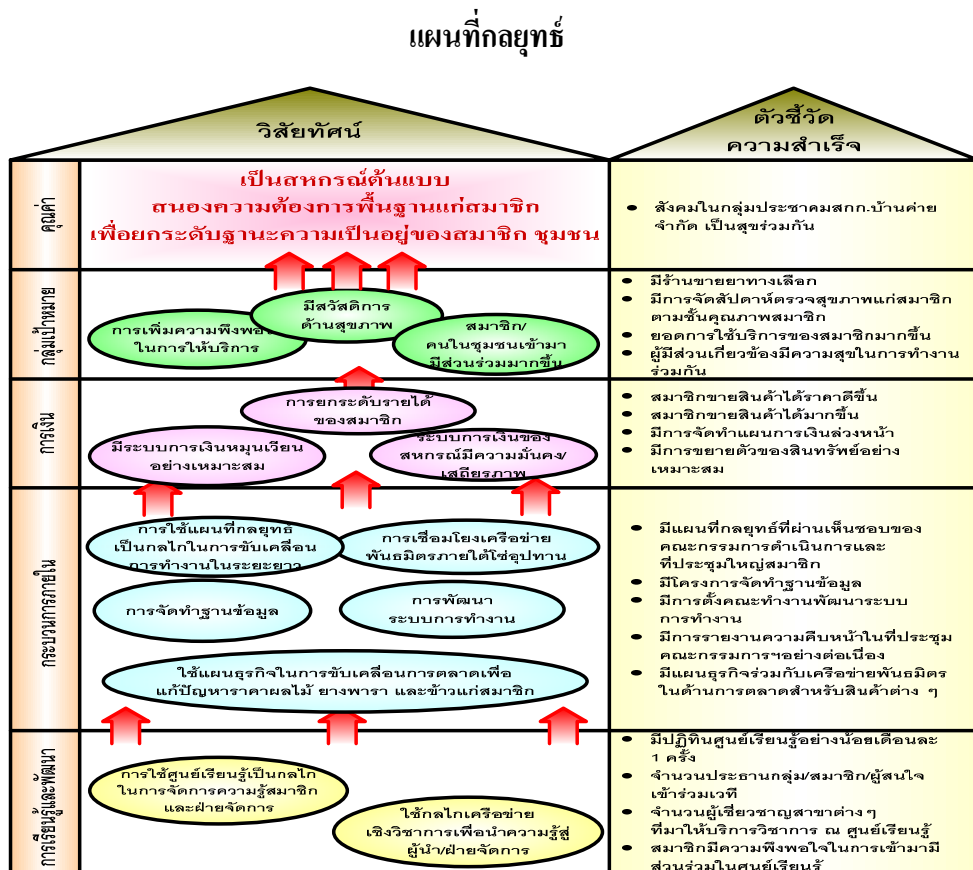 แผนที่กลยุทธ์
วิสัยทัศน์
ตัวชี้วัด
ความสำเร็จ
คุณค่า
เป็นสหกรณ์ต้นแบบ
สนองความต้องการพื้นฐานแก่สมาชิก
เพื่อยกระดับฐานะความเป็นอยู่ของสมาชิก ชุมชน
• สังคมในกลุ่มประชาคมสกก.บ้านค่าย
จำกัด เป็นสุขร่วมกัน
กลุ่มเป้าหมาย
การเพิ่มความพึงพอใจ
ในการให้บริการ
มีสวัสดิการ
ด้านสุขภาพ
สมาชิก/
คนในชุมชนเข้ามา
มีส่วนร่วมมากขึ้น
• มีร้านขายยาทางเลือก
• มีการจัดสัปดาห์ตรวจสุขภาพแก่สมาชิก
ตามชั้นคุณภาพสมาชิก
• ยอดการใช้บริการของสมาชิกมากขึ้น
• ผู้มีส่วนเกี่ยวข้องมีความสุขในการทำงาน
ร่วมกัน
การเงิน
การยกระดับรายได้
ของสมาชิก
มีระบบการเงินหมุนเวียน
อย่างเหมาะสม
ระบบการเงินของ
สหกรณ์มีความมั่นคง/
เสถียรภาพ
• สมาชิกขายสินค้าได้ราคาดีขึ้น
• สมาชิกขายสินค้าได้มากขึ้น
• มีการจัดทำแผนการเงินล่วงหน้า
• มีการขยายตัวของสินทรัพย์อย่าง
เหมาะสม
กระบวนการภายใน
การใช้แผนที่กลยุทธ์
เป็นกลไกในการขับเคลื่อน
การทำงานในระยะยาว
การเชื่อมโยงเครือข่าย
พันธมิตรภายใต้โซ่อุปทาน
การจัดทำฐานข้อมูล
การพัฒนา
ระบบการทำงาน
ใช้แผนธุรกิจในการขับเคลื่อนการตลาดเพื่อ
แก้ปัญหาราคาผลไม้ ยางพารา และข้าวแก่สมาชิก
• มีแผนที่กลยุทธ์ที่ผ่านเห็นชอบของ
คณะกรรมการดำเนินการและ
ที่ประชุมใหญ่สมาชิก
• มีโครงการจัดทำฐานข้อมูล
• มีการตั้งคณะทำงานพัฒนาระบบ
การทำงาน
• มีการรายงานความคืบหน้าในที่ประชุม
คณะกรรมการฯอย่างต่อเนื่อง
• มีแผนธุรกิจร่วมกับเครือข่ายพันธมิตร
ในด้านการตลาดสำหรับสินค้าต่าง ๆ
การเรียนรู้และพัฒนา
การใช้ศูนย์เรียนรู้เป็นกลไก
ในการจัดการความรู้สมาชิก
และฝ่ายจัดการ
ใช้กลไกเครือข่าย
เชิงวิชาการเพื่อนำความรู้สู่
ผู้นำ/ฝ่ายจัดการ
• มีปฏิทินศูนย์เรียนรู้อย่างน้อยเดือนละ
1 ครั้ง
• จำนวนประธานกลุ่ม/สมาชิก/ผู้สนใจ
เข้าร่วมเวที
• จำนวนผู้เชี่ยวชาญสาขาต่างๆ
ที่มาให้บริการวิชาการ ณ ศูนย์เรียนรู้
• สมาชิกมีความพึงพอใจในการเข้ามามี
ส่วนร่วมในศูนย์เรียนรู้